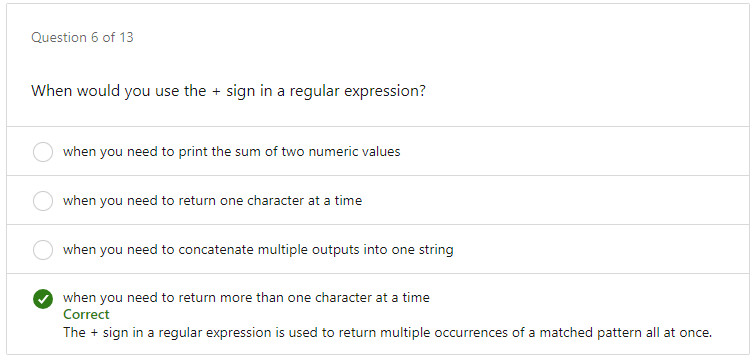 Question 6 of 13
When would you use the + sign in a regular expression?
when you need to print the sum of two numeric values
when you need to return one character at a time
when you need to concatenate multiple outputs into one string
when you need to return more than one character at a time
Correct
The + sign in a regular expression is used to return multiple occurrences of a matched pattern all at once.